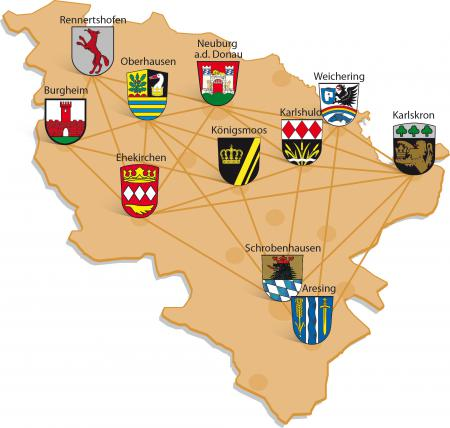 Rennertshofen
Neuburg
a.d. Donau
Oberhausen
Weichering
Burgheim
Karlshuld
Karlskron
Königsmoos
Ehekirchen
Schrobenhausen
Aresing